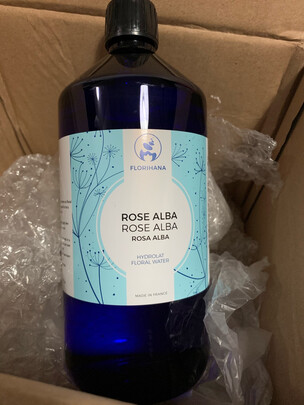 FLORIHANA
ROSE ALBA
ROSE ALBA
ROSA ALBA
HYDROLAT
FLORAL WATER
MADE IN FRANCE